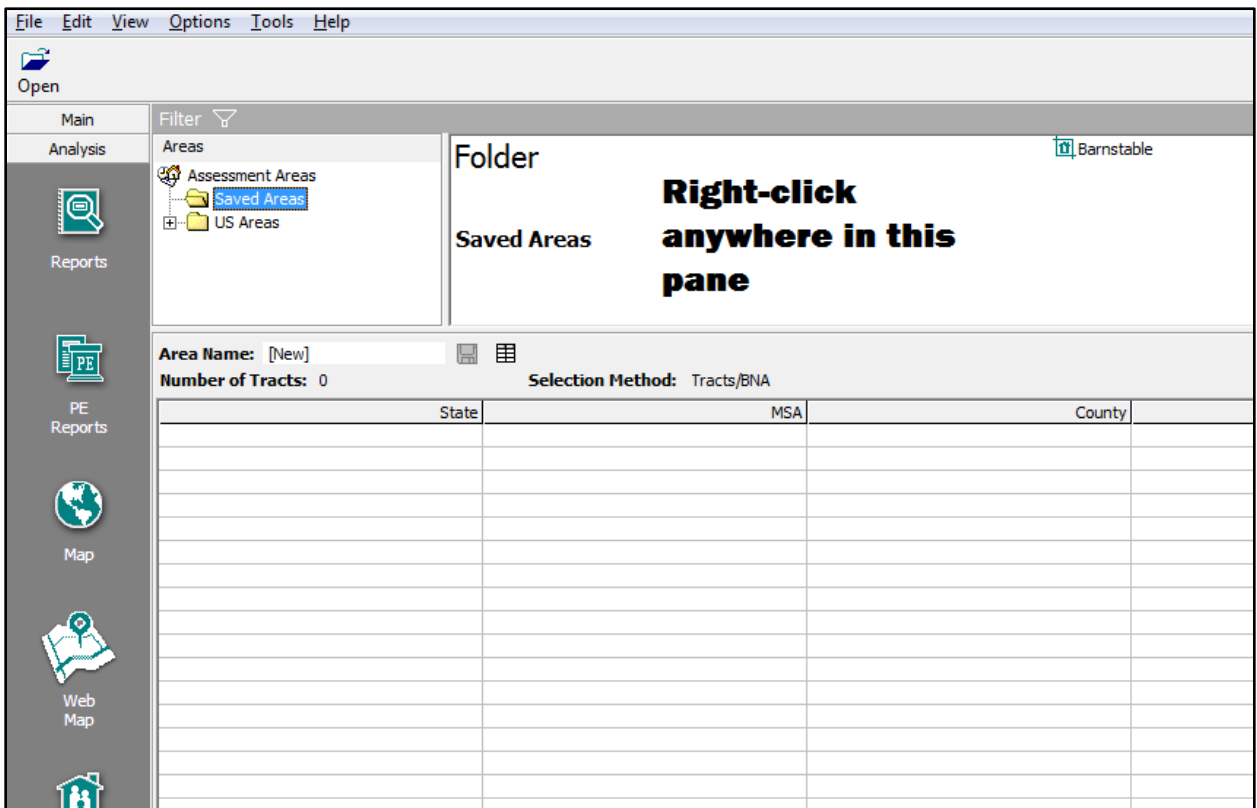 File Edit View Options Tools Help
Open
Main
Analysis
Reports
PE
PE
Reports
Map
Web
Map
Filter
Areas
Assessment Areas
Saved Areas
US Areas
Folder
Saved Areas
Right-click
anywhere in this
pane
Barnstable
Area Name: [New]
Number of Tracts: 0 Selection Method: Tracts/BNA
State MSA County